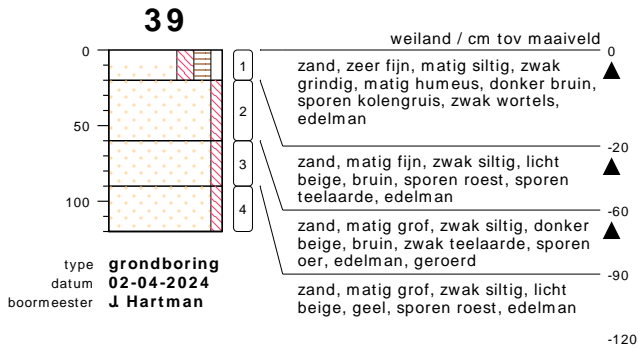 39
weiland / cm tov maaiveld
0
50
100
1
2
3
4
0
zand, zeer fijn, matig siltig, zwak
grindig, matig humeus, donker bruin,
sporen kolengruis, zwak wortels,
edelman
-20
zand, matig fijn, zwak siltig, licht
beige, bruin, sporen roest, sporen
teelaarde, edelman
-60
zand, matig grof, zwak siltig, donker
beige, bruin, zwak teelaarde, sporen
oer, edelman, geroerd
-90
zand, matig grof, zwak siltig, licht
beige, geel, sporen roest, edelman
-120
type grondboring
datum 02-04-2024
boormeester J. Hartman